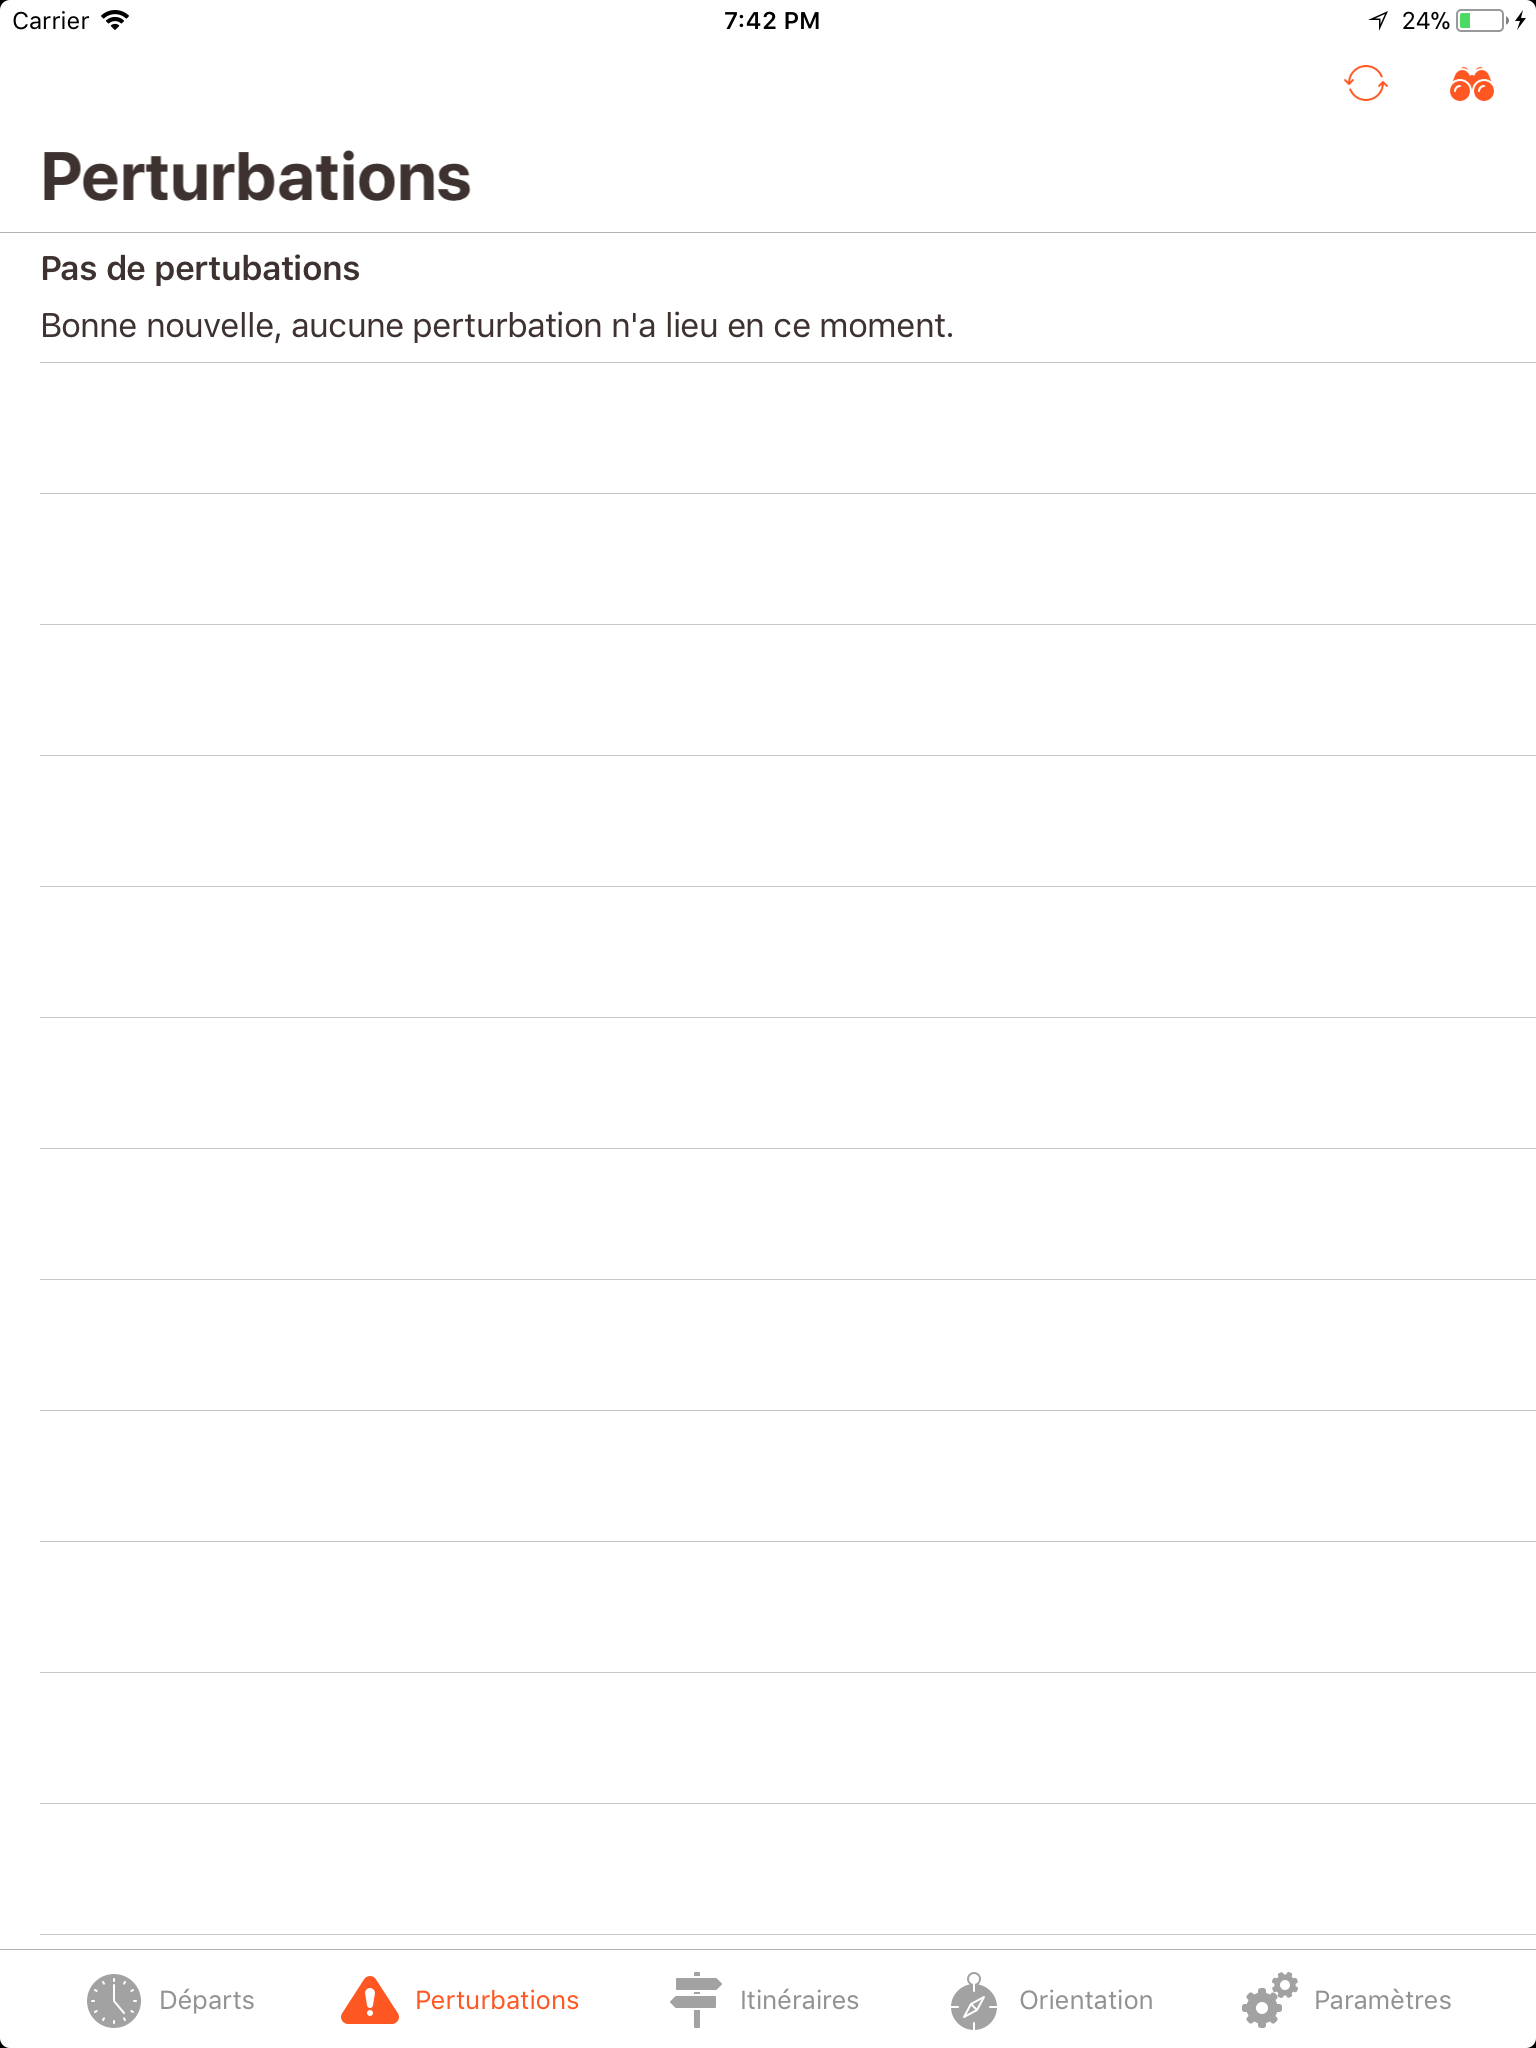 Carrier 7:42 PM 24%
Perturbations
Pas de pertubations
Bonne nouvelle, aucune perturbation n'a lieu en ce moment.
Départs Perturbations Itinéraires Orientation Paramètres